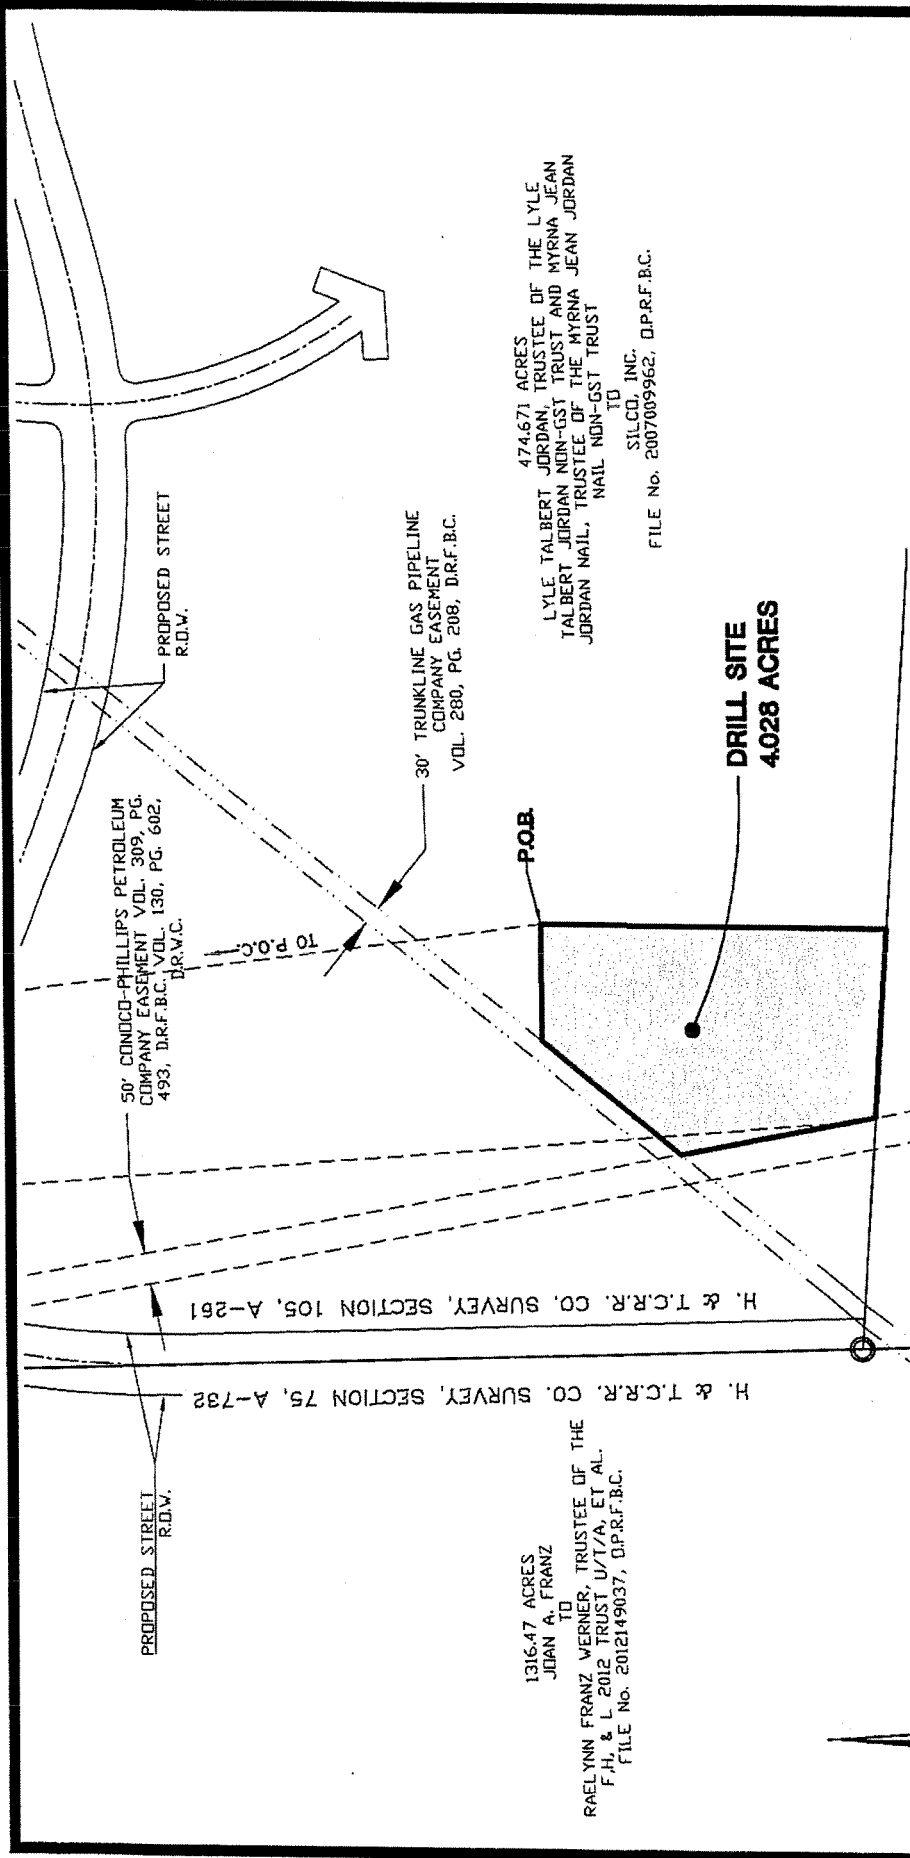 PROPOSED STREET
R.O.W.
1316.47 ACRES
JOAN A. FRANZ
TO
RAELYNN FRANZ WERNER, TRUSTEE OF THE
F,H, & L 2012 TRUST U/T/A, ET AL.
FILE No. 2012149037, O.P.R.F.B.C.
H. & T.C.R.R. CO. SURVEY, SECTION 75, A-732
H. & T.C.R.R. CO. SURVEY, SECTION 105, A-261
50' CONOCO-PHILLIPS PETROLEUM
COMPANY EASEMENT VOL. 309, PG.
493, D.R.F.B.C. VOL. 130, PG. 602,
D.R.W.C.
TO P.O.C.
P.O.B.
30' TRUNKLINE GAS PIPELINE
COMPANY EASEMENT
VOL. 280, PG. 208, D.R.F.B.C.
PROPOSED STREET
R.O.W.
DRILL SITE
4.028 ACRES
474.671 ACRES
LYLE TALBERT JORDAN, TRUSTEE OF THE LYLE
TALBERT JORDAN NON-GST TRUST AND MYRNA JEAN
JORDAN NAIL, TRUSTEE OF THE MYRNA JEAN JORDAN
NAIL NON-GST TRUST
TO
SILCO, INC.
FILE No. 2007009962, O.P.R.F.B.C.